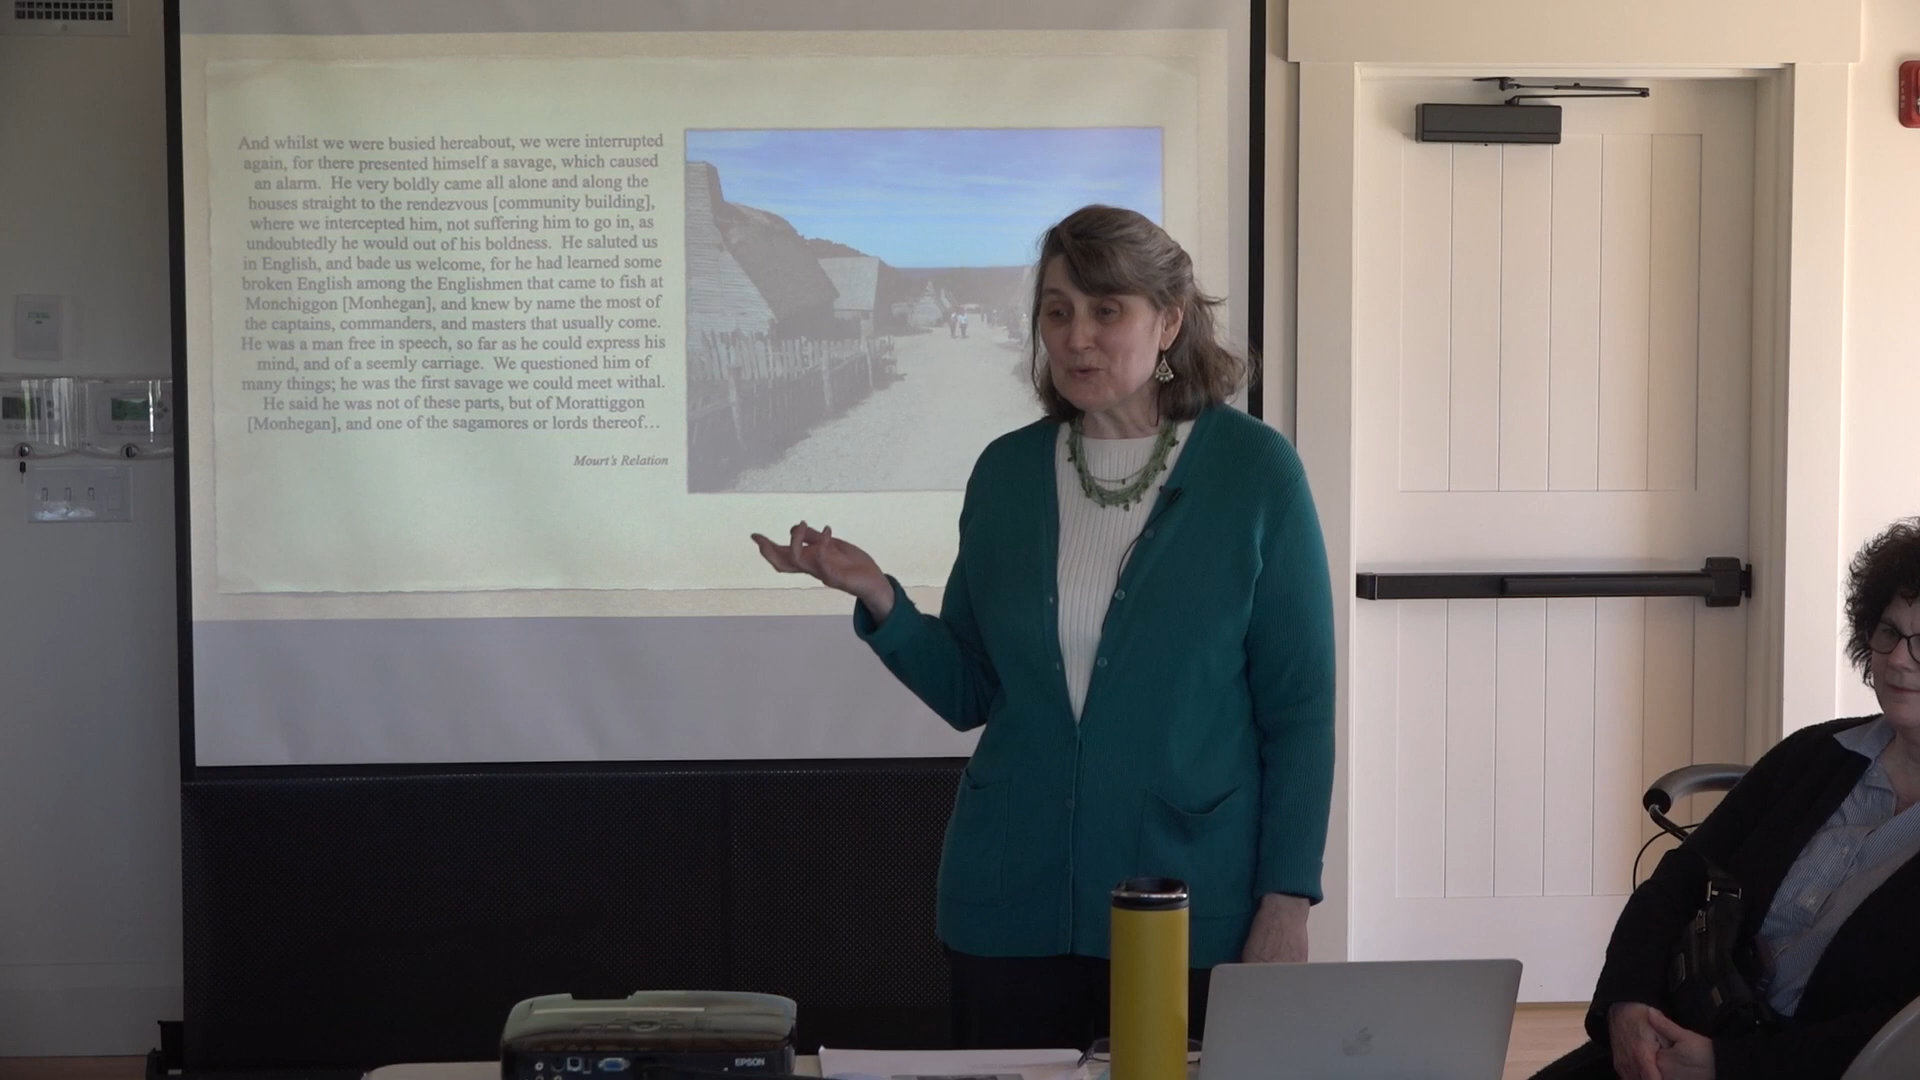 And whilst we were busied hereabout, we were interrupted
again, for there presented himself a savage, which caused
an alarm. He very boldly came all alone and along the
houses straight to the rendezvous [community building],
where we intercepted him, not suffering him to go in, as
undoubtedly he would out of his boldness. He saluted us
in English, and bade us welcome, for he had learned some
broken English among the Englishmen that came to fish at
Monchiggon [Monhegan], and knew by name the most of
the captains, commanders, and masters that usually come.
He was a man free in speech, so far as he could express his
mind, and of a seemly carriage. We questioned him of
many things; he was the first savage we could meet withal.
He said he was not of these parts, but of Morattiggon
[Monhegan], and one of the sagamores or lords thereof…
Mourt's Relation
EPSON